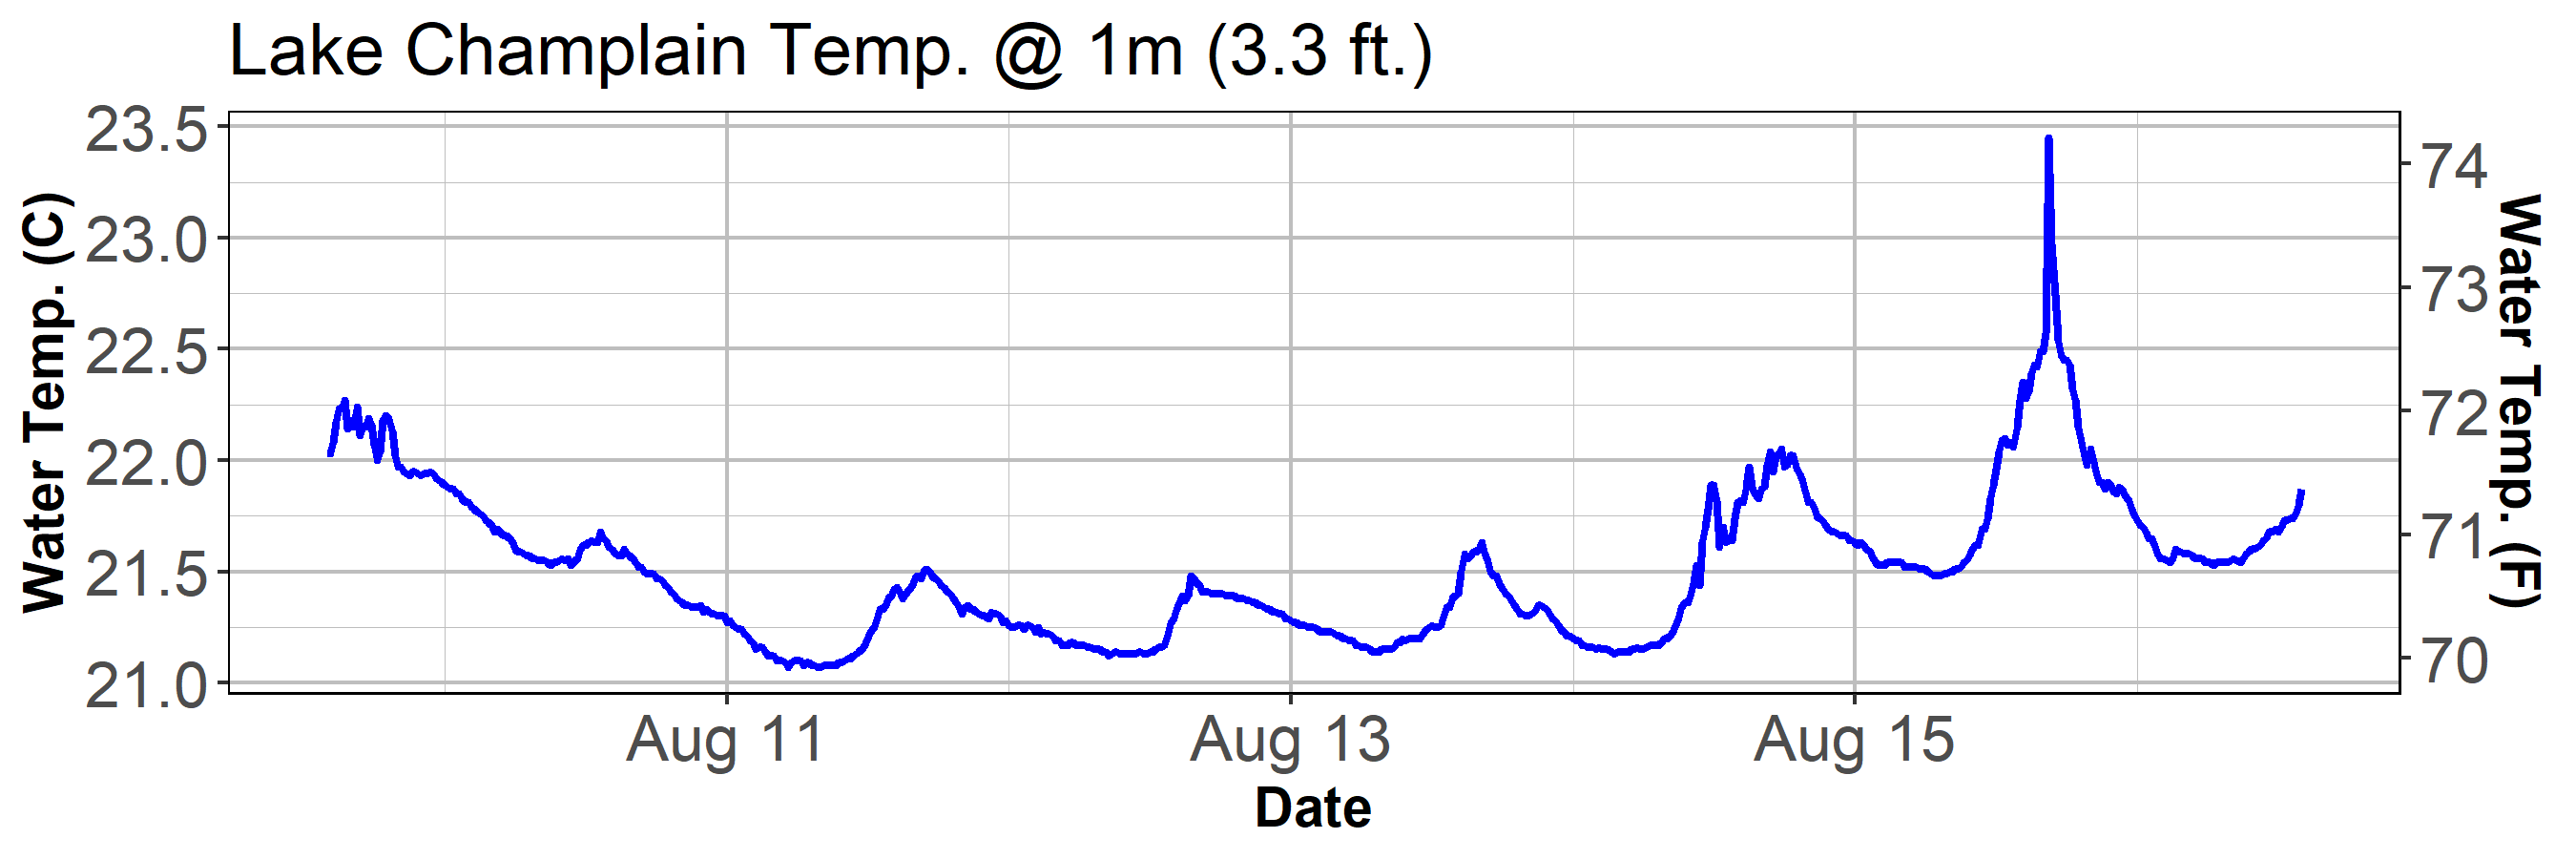 Lake Champlain Temp. @ 1m (3.3 ft.)
Water Temp. (C)
23.5
23.0
22.5
22.0
21.5
21.0
74
73
72
71
70
Water Temp. (F)
Aug 11
Aug 13
Aug 15
Date